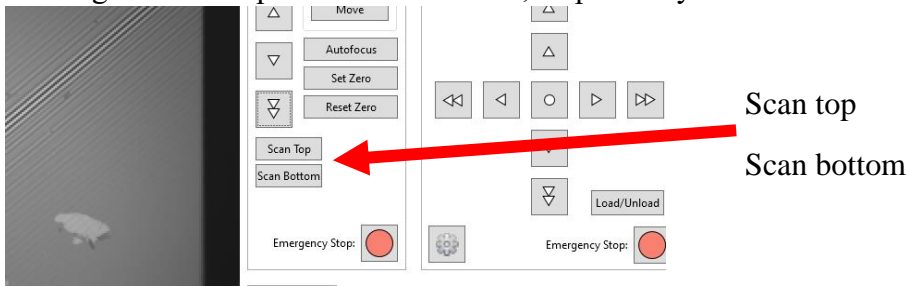 Move
Autofocus
Set Zero
Reset Zero
Scan Top
Scan Bottom
Emergency Stop:
Load/Unload
Emergency Stop:
Scan top
Scan bottom